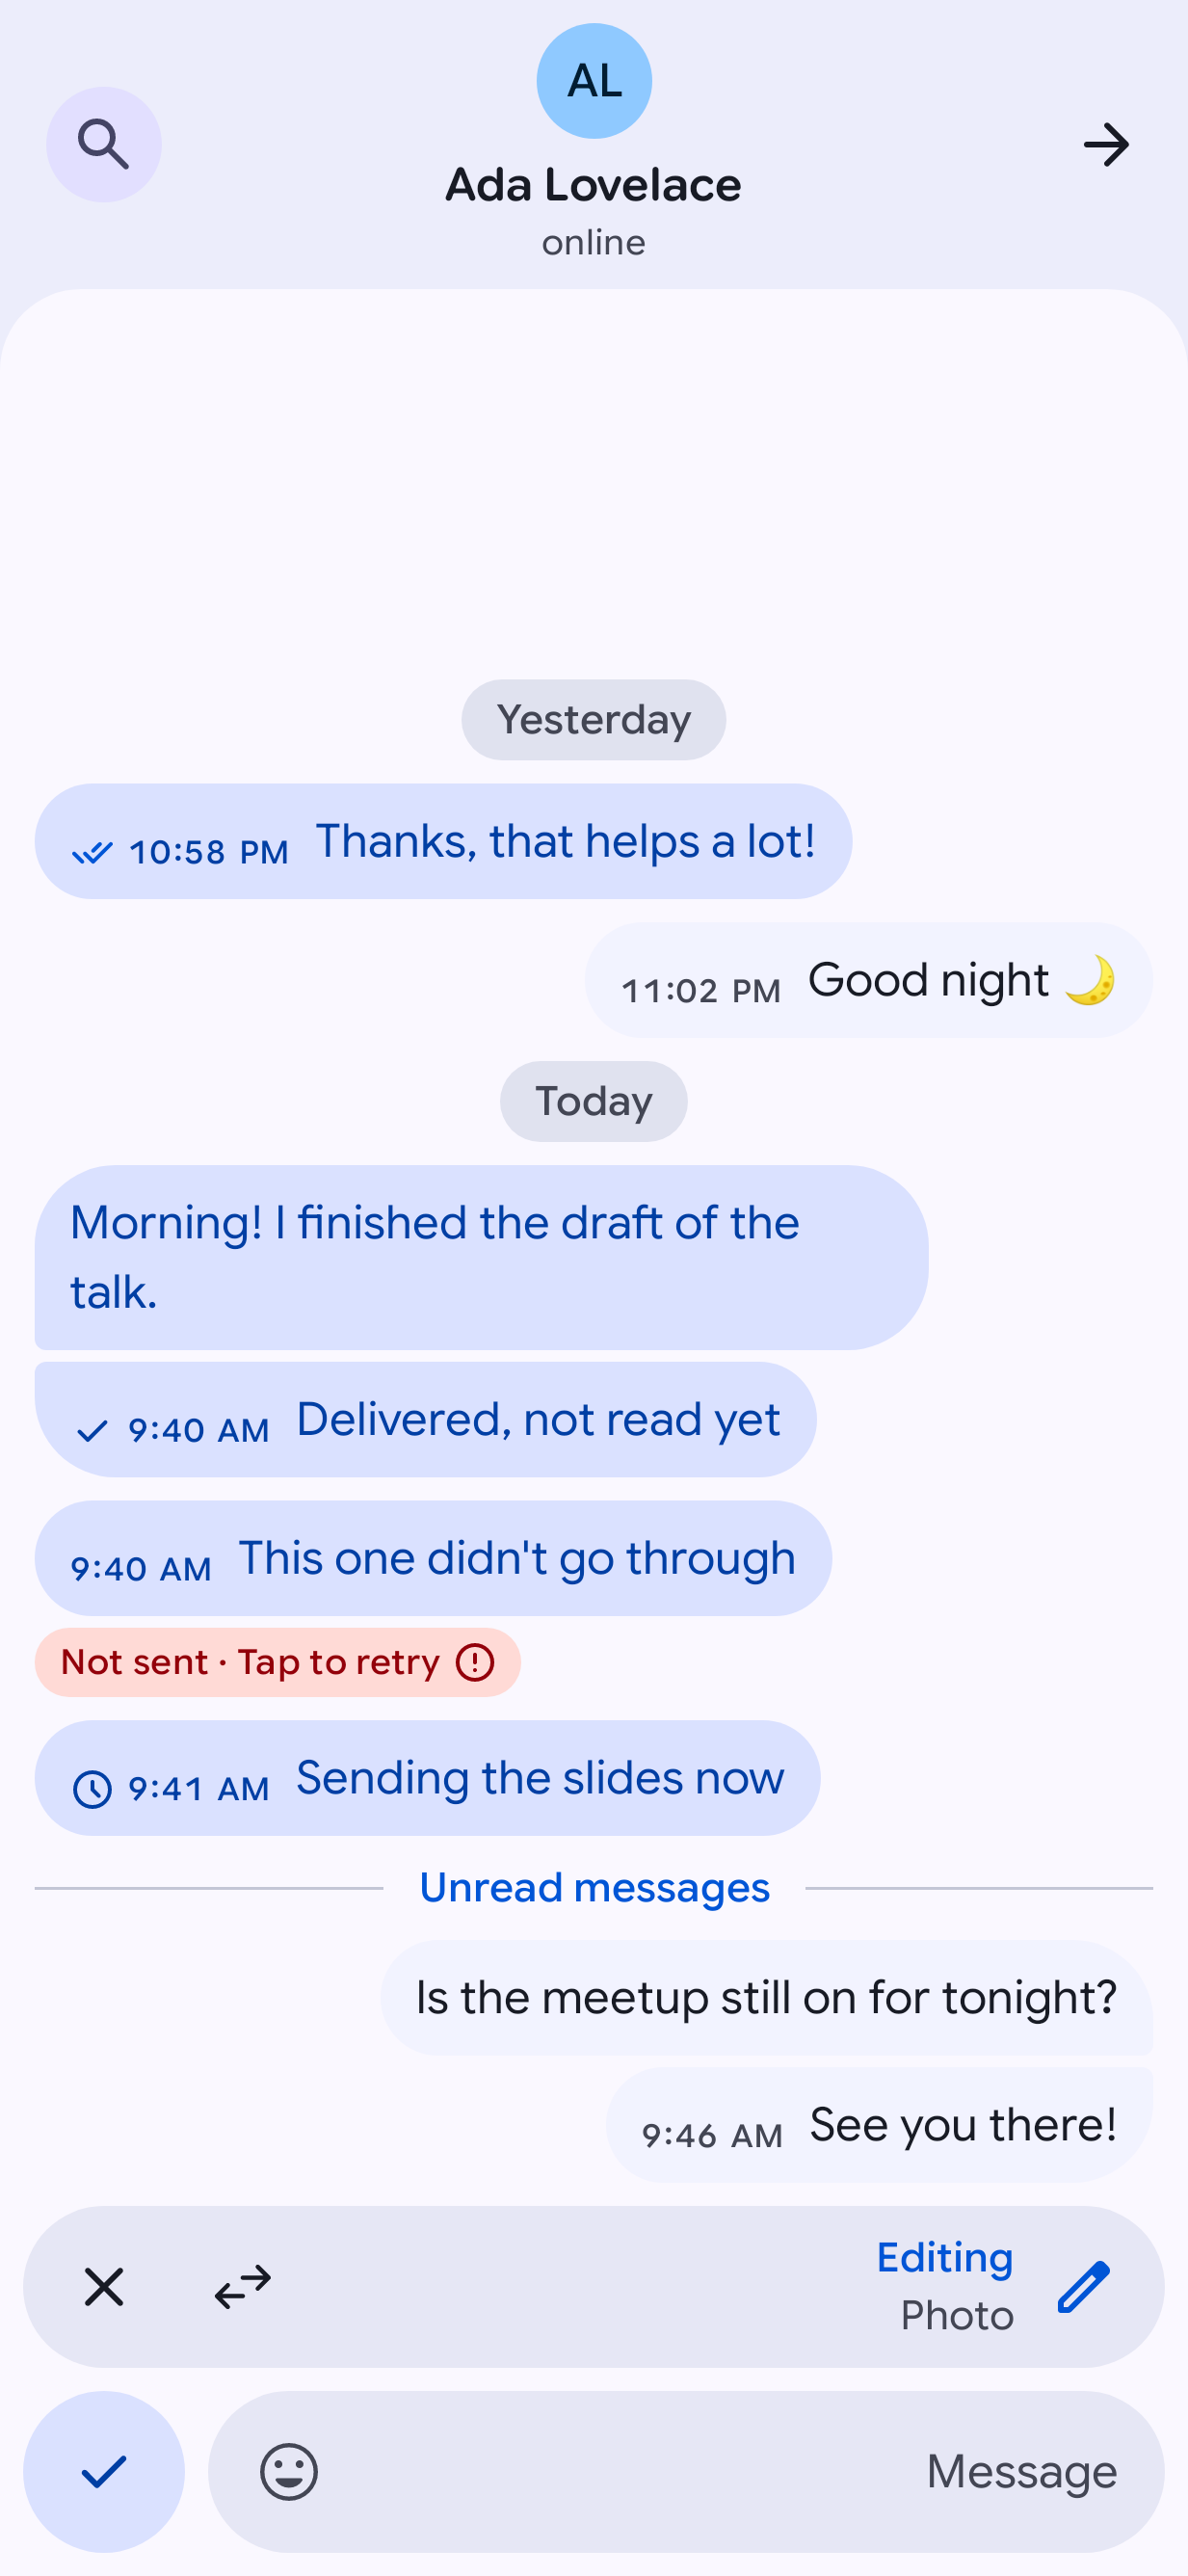 AL
Ada Lovelace
online
Yesterday
10:58 PM Thanks, that helps a lot!
11:02 PM Good night 🌙
Today
Morning! I finished the draft of the
talk.
9:40 AM Delivered, not read yet
9:40 AM This one didn't go through
Not sent · Tap to retry
9:41 AM Sending the slides now
Unread messages
Is the meetup still on for tonight?
9:46 AM See you there!
Editing
Photo
Message